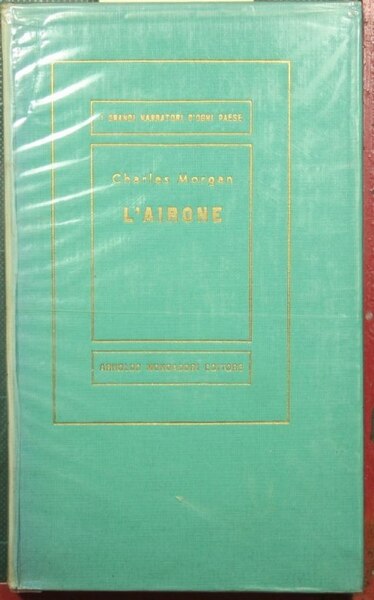 I GRANDI NARRATORI D'OGNI PAESE
Charles Morgan
L'AIRONE
ARNOLDO MONDADORI EDITORE